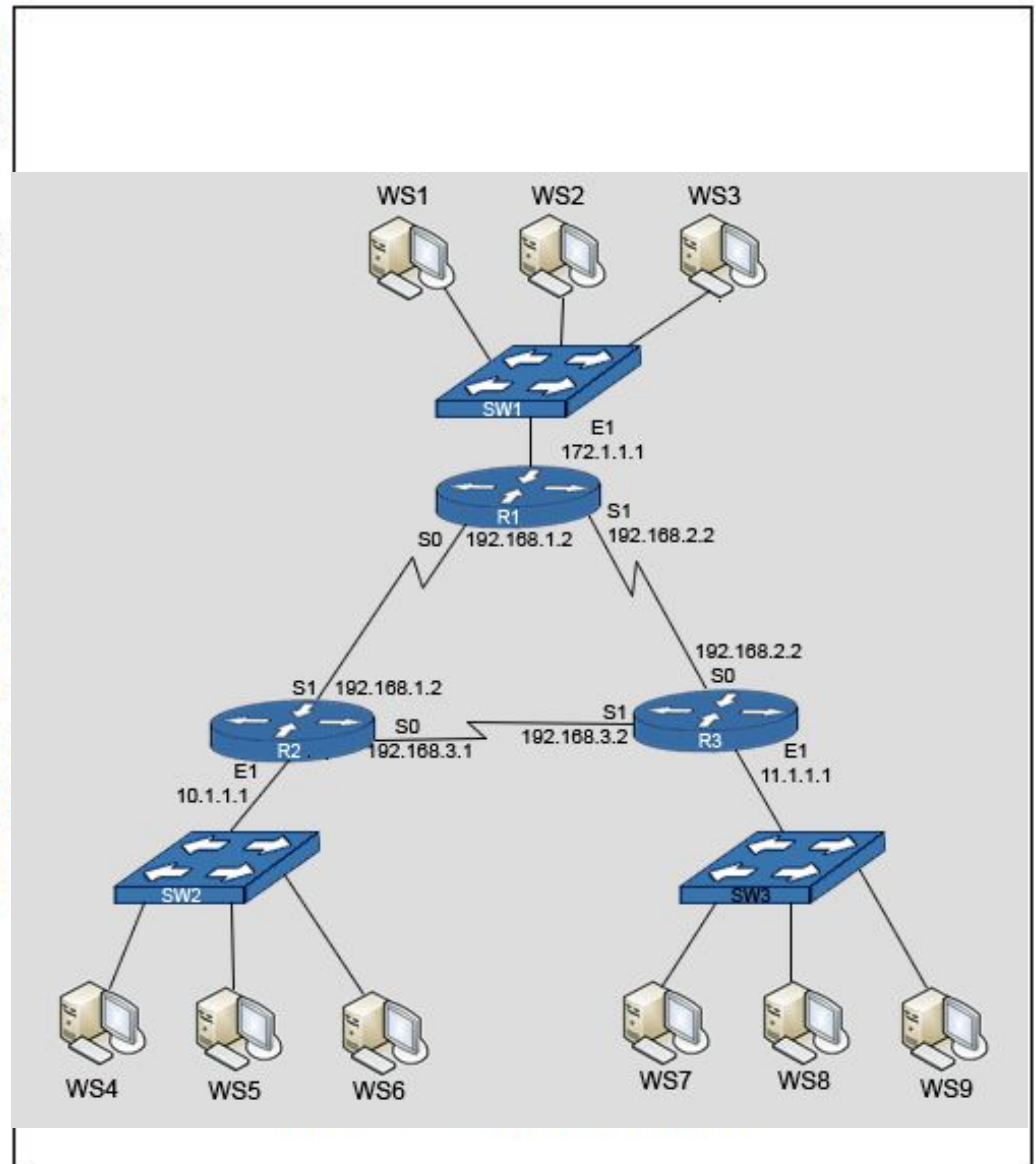 WS1 WS2 WS3
SW1
E1
172.1.1.1
R1
S1
S0 192.168.1.2 192.168.2.2
192.168.2.2
S0
S1 192.168.1.2
S0 S1
192.168.3.1 192.168.3.2
R2 R3
E1 E1
10.1.1.1 11.1.1.1
SW2 SW3
WS4 WS5 WS6 WS7 WS8 WS9